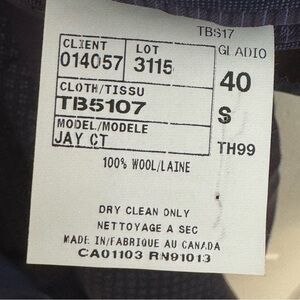 TBS17
CLIENT LOT GLADIO
014057 3115 40
CLOTH/TISSU
TB5107 S
MODEL/MODELE
JAY CT TH99
100% WOOL/LAINE
DRY CLEAN ONLY
NETTOYAGE A SEC
MADE IN/FABRIQUE AU CANADA
CA01103 RN91013